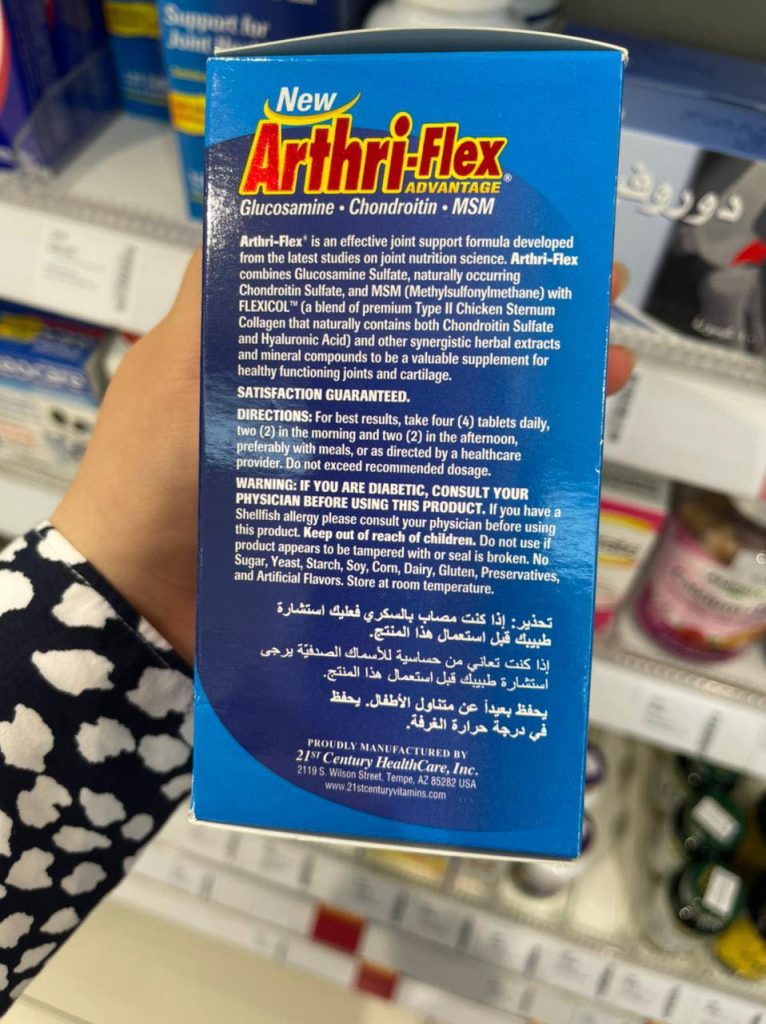 Support for
Joint
New
Arthri-Flex®
ADVANTAGE
Glucosamine • Chondroitin • MSM
Arthri-Flex® is an effective joint support formula developed
from the latest studies on joint nutrition science. Arthri-Flex
combines Glucosamine Sulfate, naturally occurring
Chondroitin Sulfate, and MSM (Methylsulfonylmethane) with
FLEXICOL™ (a blend of premium Type II Chicken Sternum
Collagen that naturally contains both Chondroitin Sulfate
and Hyaluronic Acid) and other synergistic herbal extracts
and mineral compounds to be a valuable supplement for
healthy functioning joints and cartilage.
SATISFACTION GUARANTEED.
DIRECTIONS: For best results, take four (4) tablets daily,
two (2) in the morning and two (2) in the afternoon,
preferably with meals, or as directed by a healthcare
provider. Do not exceed recommended dosage.
WARNING: IF YOU ARE DIABETIC, CONSULT YOUR
PHYSICIAN BEFORE USING THIS PRODUCT. If you have a
Shellfish allergy please consult your physician before using
this product. Keep out of reach of children. Do not use if
product appears to be tampered with or seal is broken. No
Sugar, Yeast, Starch, Soy, Corn, Dairy, Gluten, Preservatives,
and Artificial Flavors. Store at room temperature.
تحذير: إذا كنت مصاب بالسكري فعليك استشارة
طبيبك قبل استعمال هذا المنتج.
إذا كنت تعاني من حساسية للأسماك الصدفيّة يرجى
استشارة طبيبك قبل استعمال هذا المنتج.
يحفظ بعيداً عن متناول الأطفال. يحفظ
في درجة حرارة الغرفة.
PROUDLY MANUFACTURED BY
21ST Century HealthCare, Inc.
2119 S. Wilson Street, Tempe, AZ 85282 USA
www.21stcenturyvitamins.com
دوروف